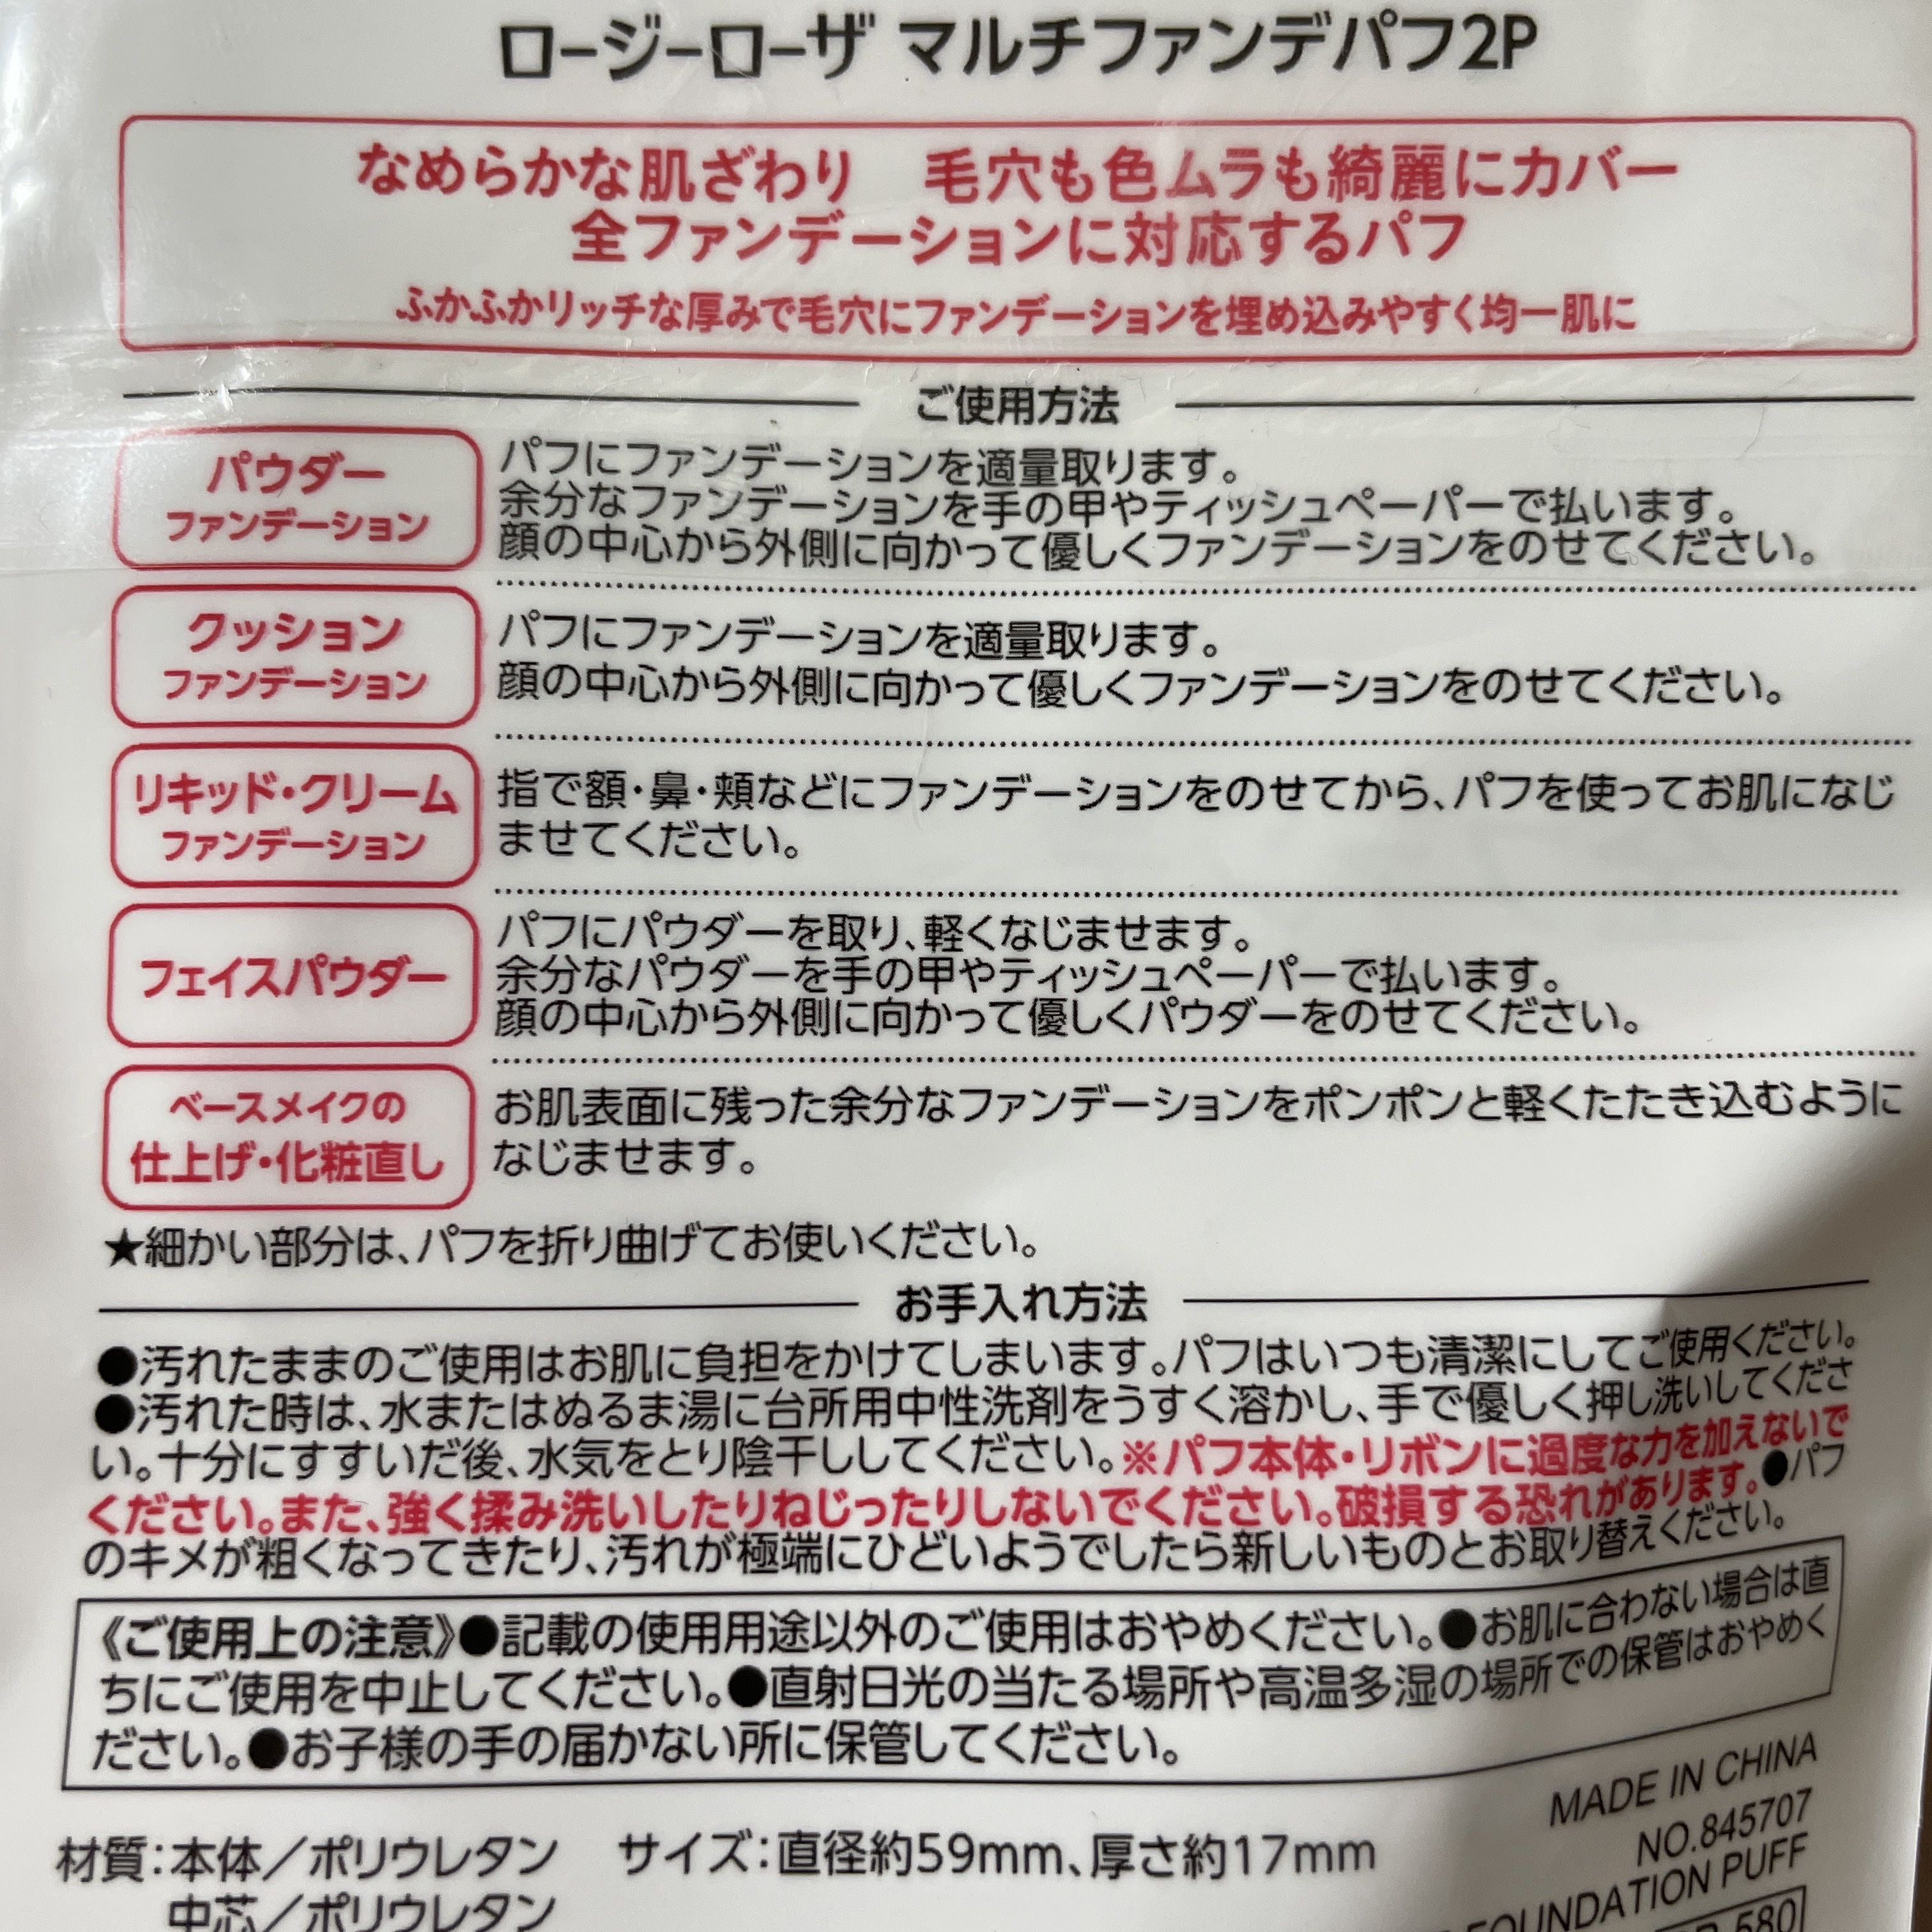 ロージーローザ マルチファンデパフ2P
なめらかな肌ざわり　毛穴も色ムラも綺麗にカバー
全ファンデーションに対応するパフ
ふかふかリッチな厚みで毛穴にファンデーションを埋め込みやすく均一肌に
ご使用方法
パウダー
ファンデーション
パフにファンデーションを適量取ります。
余分なファンデーションを手の甲やティッシュペーパーで払います。
顔の中心から外側に向かって優しくファンデーションをのせてください。
クッション
ファンデーション
パフにファンデーションを適量取ります。
顔の中心から外側に向かって優しくファンデーションをのせてください。
リキッド・クリーム
ファンデーション
指で額・鼻・頬などにファンデーションをのせてから、パフを使ってお肌になじ
ませてください。
フェイスパウダー
パフにパウダーを取り、軽くなじませます。
余分なパウダーを手の甲やティッシュペーパーで払います。
顔の中心から外側に向かって優しくパウダーをのせてください。
ベースメイクの
仕上げ・化粧直し
お肌表面に残った余分なファンデーションをポンポンと軽くたたき込むように
なじませます。
★細かい部分は、パフを折り曲げてお使いください。
お手入れ方法
●汚れたままのご使用はお肌に負担をかけてしまいます。パフはいつも清潔にしてご使用ください。
●汚れた時は、水またはぬるま湯に台所用中性洗剤をうすく溶かし、手で優しく押し洗いしてくださ
い。十分にすすいだ後、水気をとり陰干ししてください。※パフ本体・リボンに過度な力を加えないで
ください。また、強く揉み洗いしたりねじったりしないでください。破損する恐れがあります。●パフ
のキメが粗くなってきたり、汚れが極端にひどいようでしたら新しいものとお取り替えください。
《ご使用上の注意》●記載の使用用途以外のご使用はおやめください。●お肌に合わない場合は直
ちにご使用を中止してください。●直射日光の当たる場所や高温多湿の場所での保管はおやめく
ださい。●お子様の手の届かない所に保管してください。
MADE IN CHINA
NO.845707
FOUNDATION PUFF
材質：本体／ポリウレタン　サイズ：直径約59mm、厚さ約17mm
中芯／ポリウレタン
580